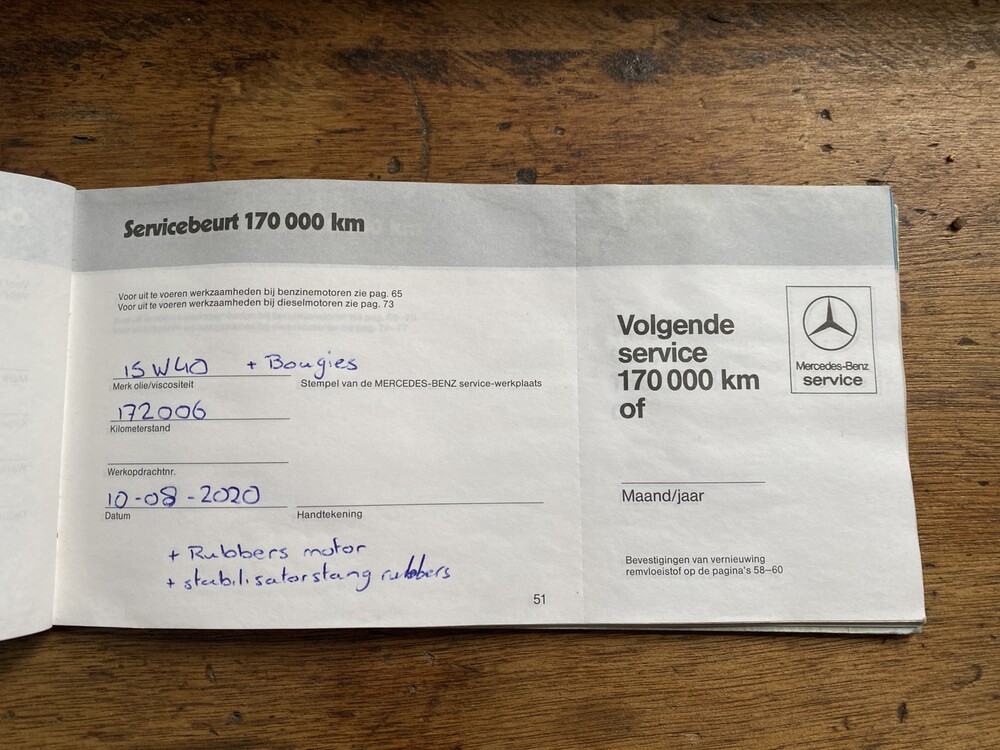 Servicebeurt 170 000 km
Voor uit te voeren werkzaamheden bij benzinemotoren zie pag. 65
Voor uit te voeren werkzaamheden bij dieselmotoren zie pag. 73
15W40 + Bougies
Merk olie/viscositeit
Stempel van de MERCEDES-BENZ service-werkplaats
172006
Kilometerstand
Werkopdrachtnr.
10-08-2020
Datum
Handtekening
+ Rubbers motor
+ stabilisatorstang rubbers
51
Volgende
service
170 000 km
of
Mercedes-Benz
service
Maand/jaar
Bevestigingen van vernieuwing
remvloeistof op de pagina's 58–60